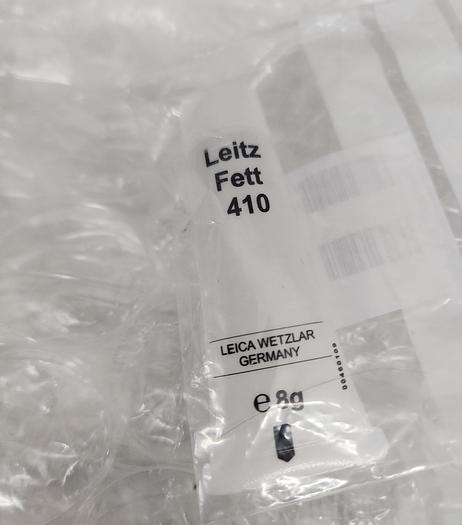 Leitz
Fett
410
LEICA WETZLAR
GERMANY
e 8g